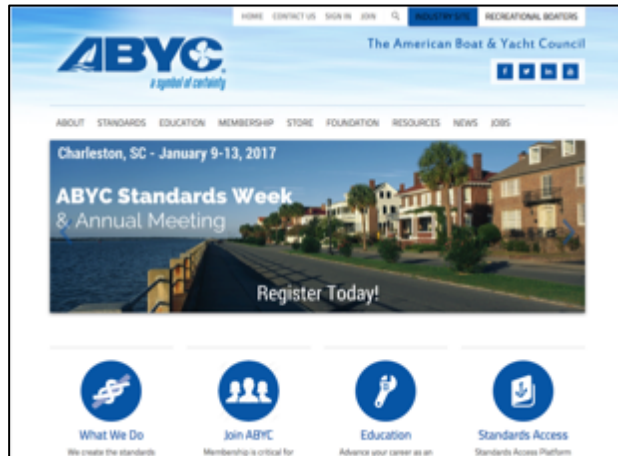 HOME CONTACT US SIGN IN JOIN INDUSTRY SITE RECREATIONAL BOATERS
ABYC
a symbol of certainty
The American Boat & Yacht Council
ABOUT STANDARDS EDUCATION MEMBERSHIP STORE FOUNDATION RESOURCES NEWS JOBS
Charleston, SC - January 9-13, 2017
ABYC Standards Week
& Annual Meeting
Register Today!
What We Do Join ABYC Education Standards Access
We create the standards Membership is critical for Advance your career as an Standards Access Platform